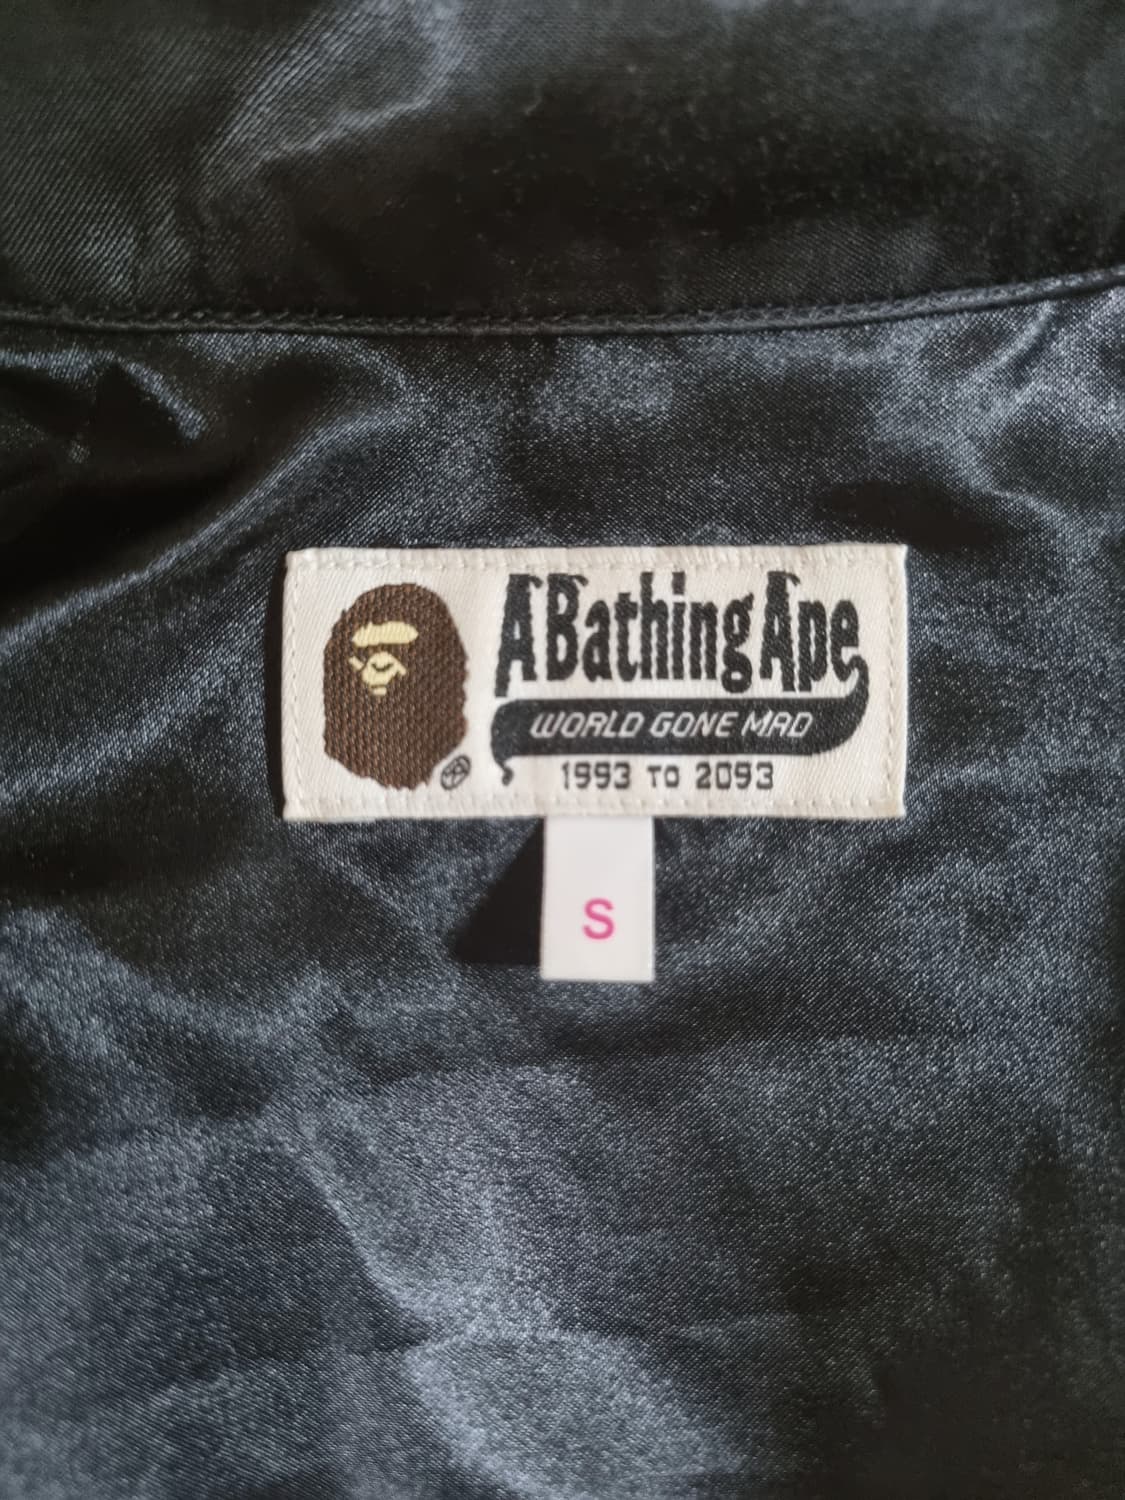 A Bathing Ape
WORLD GONE MAD
1993 TO 2093
S